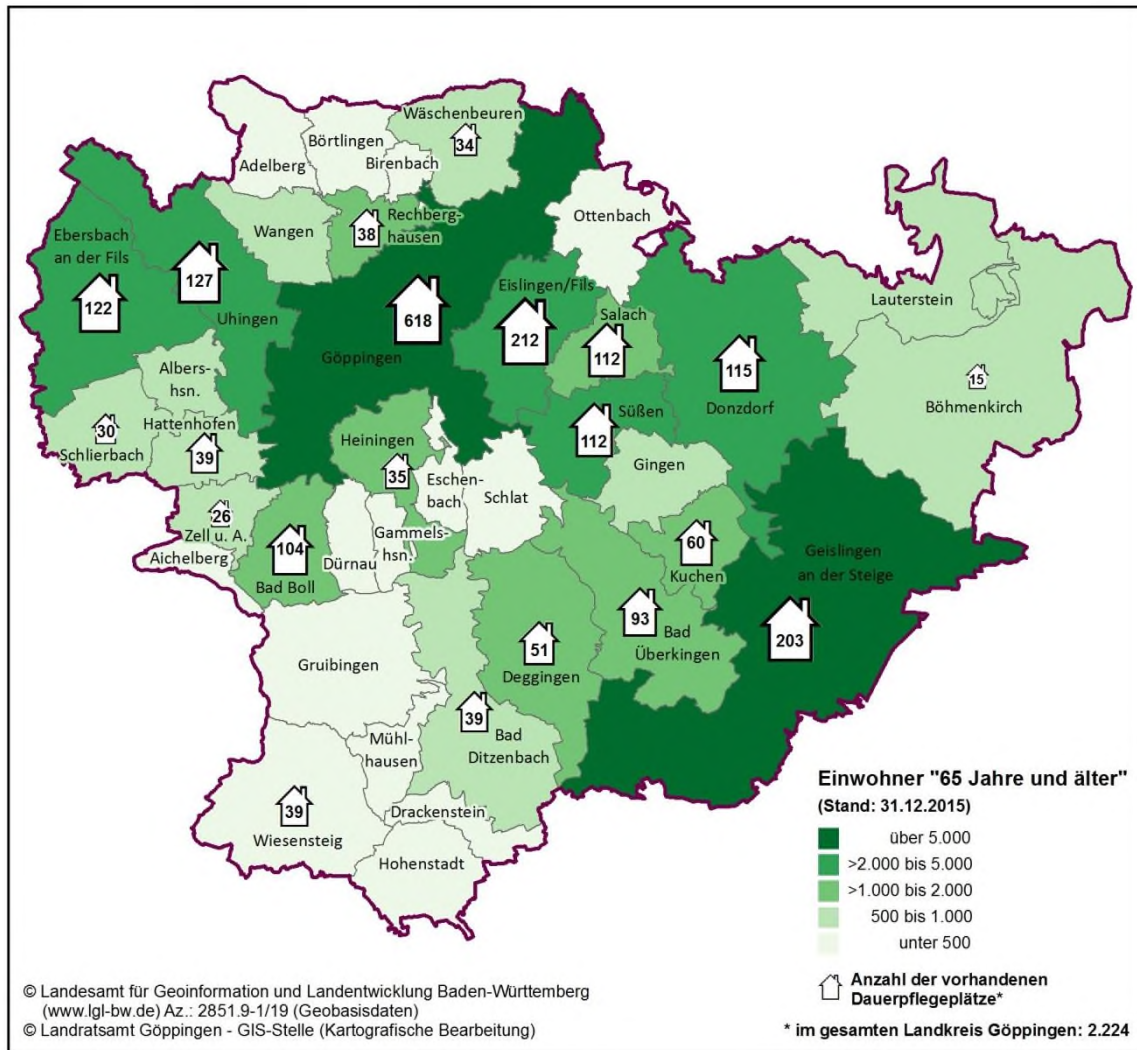 Wäschenbeuren
34
Börtlingen
Adelberg
Birenbach
Ottenbach
Rechberg-
hausen
38
Wangen
Ebersbach
an der Fils
122
127
Uhingen
Eislingen/Fils
212
618
Göppingen
Salach
112
Lauterstein
115
Donzdorf
15
Böhmenkirch
Albers-
hsn.
Süßen
112
Hattenhofen
39
30
Schlierbach
Heiningen
35
Eschen-
bach
Schlat
Gingen
26
Zell u. A.
Aichelberg
104
Bad Boll
Dürnau
Gammels-
hsn.
60
Kuchen
Geislingen
an der Steige
203
93
Bad
Überkingen
51
Deggingen
Gruibingen
39
Bad
Ditzenbach
Mühl-
hausen
Drackenstein
39
Wiesensteig
Hohenstadt
Einwohner "65 Jahre und älter"
(Stand: 31.12.2015)
über 5.000
>2.000 bis 5.000
>1.000 bis 2.000
500 bis 1.000
unter 500
Anzahl der vorhandenen
Dauerpflegeplätze*
* im gesamten Landkreis Göppingen: 2.224
© Landesamt für Geoinformation und Landentwicklung Baden-Württemberg
(www.lgl-bw.de) Az.: 2851.9-1/19 (Geobasisdaten)
© Landratsamt Göppingen - GIS-Stelle (Kartografische Bearbeitung)